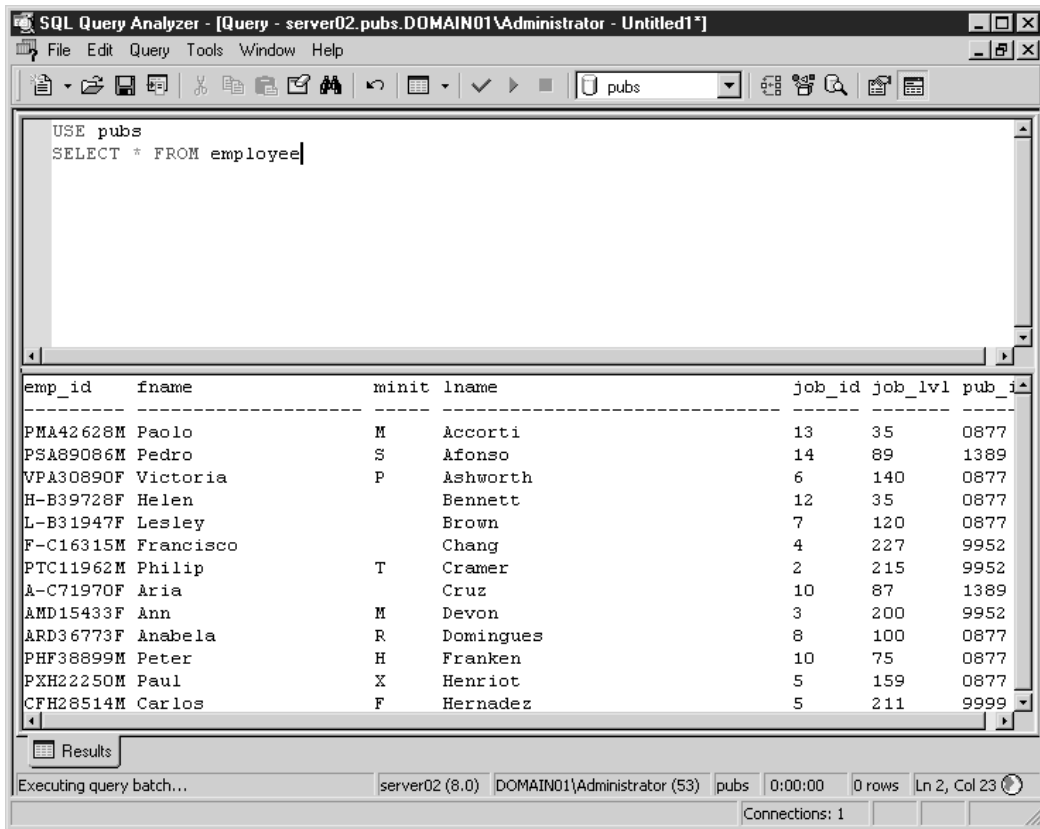 SQL Query Analyzer - [Query - server02.pubs.DOMAIN01\Administrator - Untitled1*]
File Edit Query Tools Window Help
pubs
USE pubs
SELECT * FROM employee
emp_id fname minit lname job_id job_lvl pub_i
--------- -------------------- ----- ------------------------------ ------ ------- -----
PMA42628M Paolo M Accorti 13 35 0877
PSA89086M Pedro S Afonso 14 89 1389
VPA30890F Victoria P Ashworth 6 140 0877
H-B39728F Helen Bennett 12 35 0877
L-B31947F Lesley Brown 7 120 0877
F-C16315M Francisco Chang 4 227 9952
PTC11962M Philip T Cramer 2 215 9952
A-C71970F Aria Cruz 10 87 1389
AMD15433F Ann M Devon 3 200 9952
ARD36773F Anabela R Domingues 8 100 0877
PHF38899M Peter H Franken 10 75 0877
PXH22250M Paul X Henriot 5 159 0877
CFH28514M Carlos F Hernadez 5 211 9999
Results
Executing query batch... server02 (8.0) DOMAIN01\Administrator (53) pubs 0:00:00 0 rows Ln 2, Col 23
Connections: 1